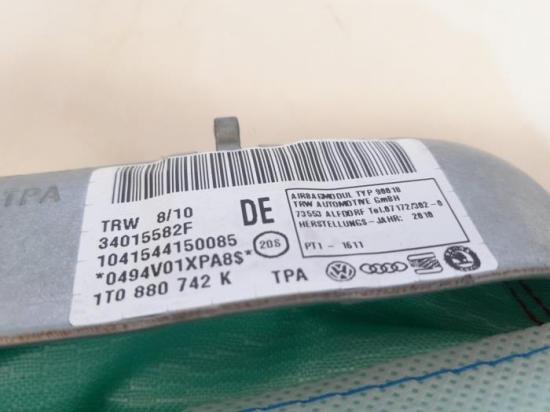 TPA
TRW 8/10
34015582F
1041544150085
*0494V01XPA8$*
1T0 880 742 K
DE
20S
TPA
AIRBAGMODUL TYP 90818
TRW AUTOMOTIVE GmBH
73553 ALFDORF Tel.07172/302-0
HERSTELLUNGS-JAHR: 2010
PT1 - 1611